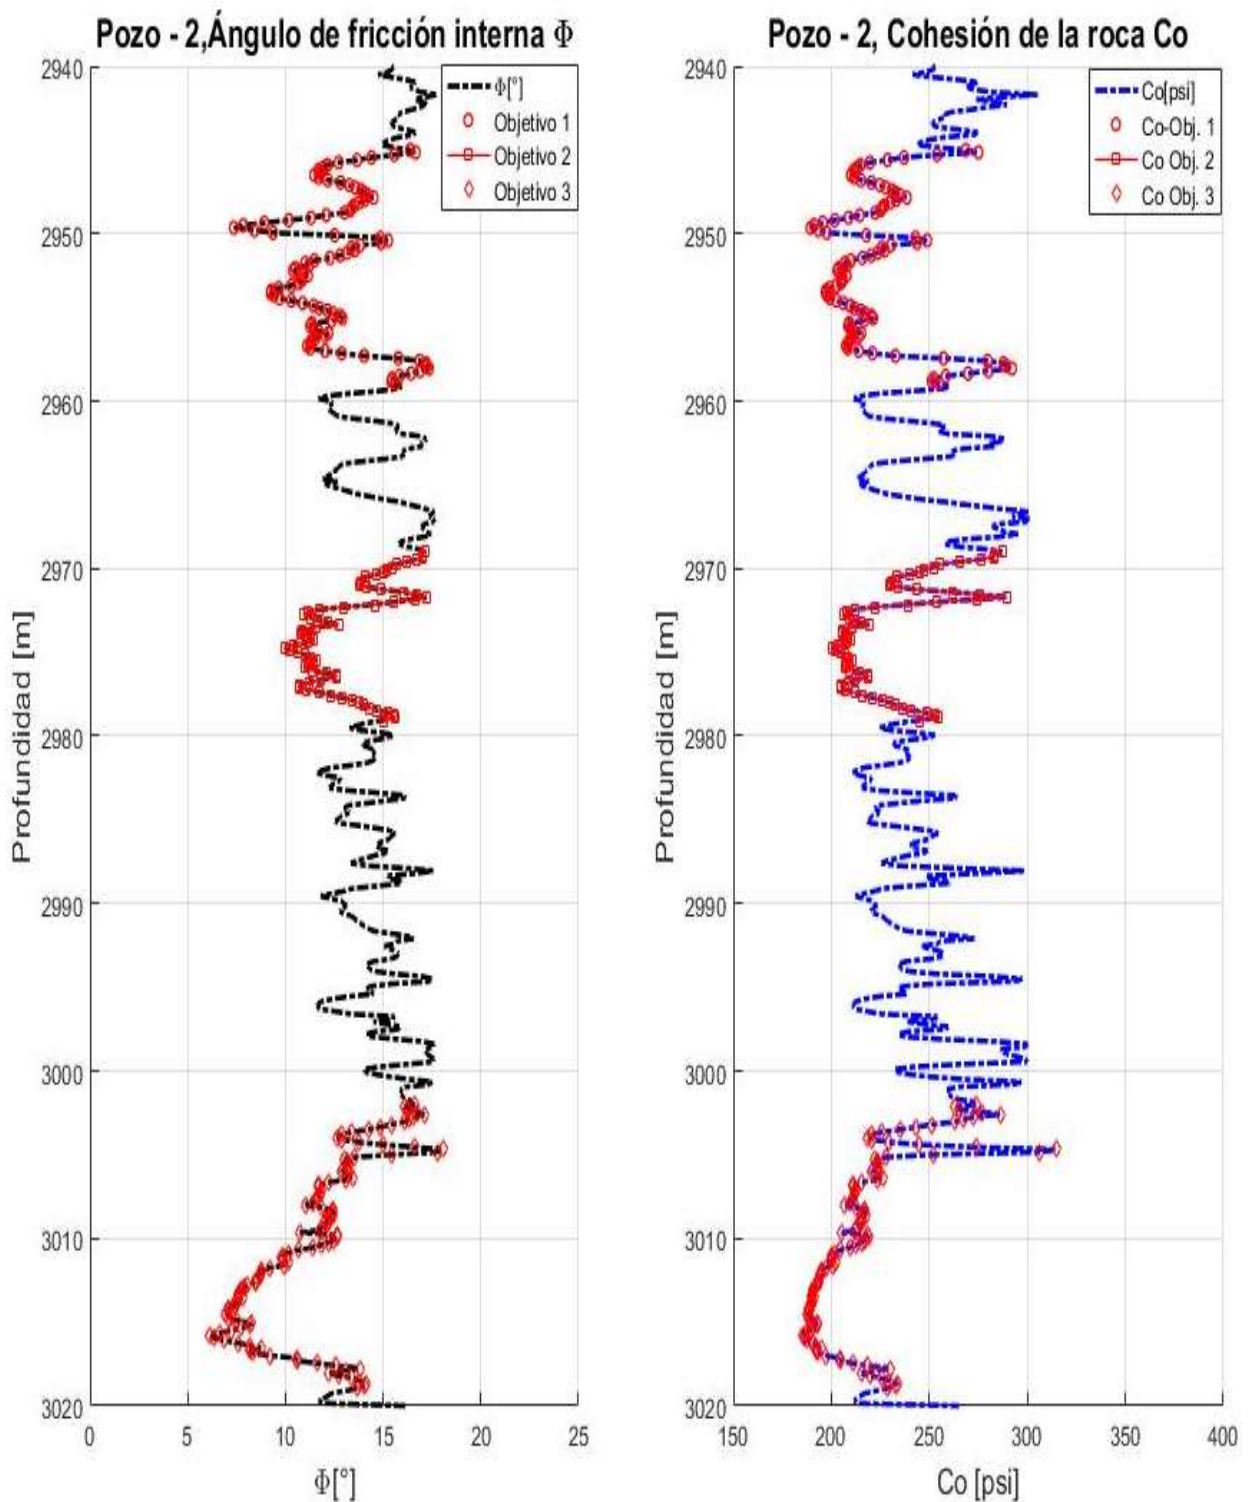 Pozo - 2,Ángulo de fricción interna Φ
Φ[°]
Objetivo 1
Objetivo 2
Objetivo 3
Profundidad [m]
2940
2950
2960
2970
2980
2990
3000
3010
3020
0 5 10 15 20 25
Φ[°]
Pozo - 2, Cohesión de la roca Co
Co[psi]
Co-Obj. 1
Co Obj. 2
Co Obj. 3
Profundidad [m]
2940
2950
2960
2970
2980
2990
3000
3010
3020
150 200 250 300 350 400
Co [psi]